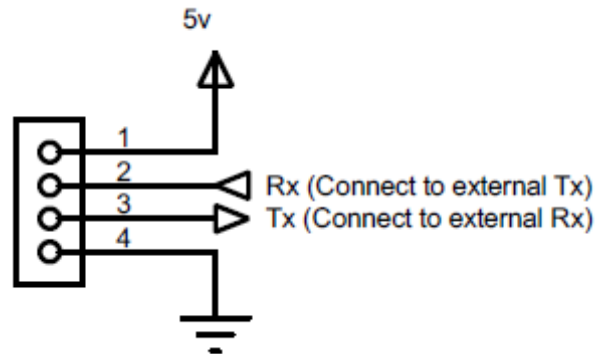 5v
1
2
Rx (Connect to external Tx)
3
Tx (Connect to external Rx)
4